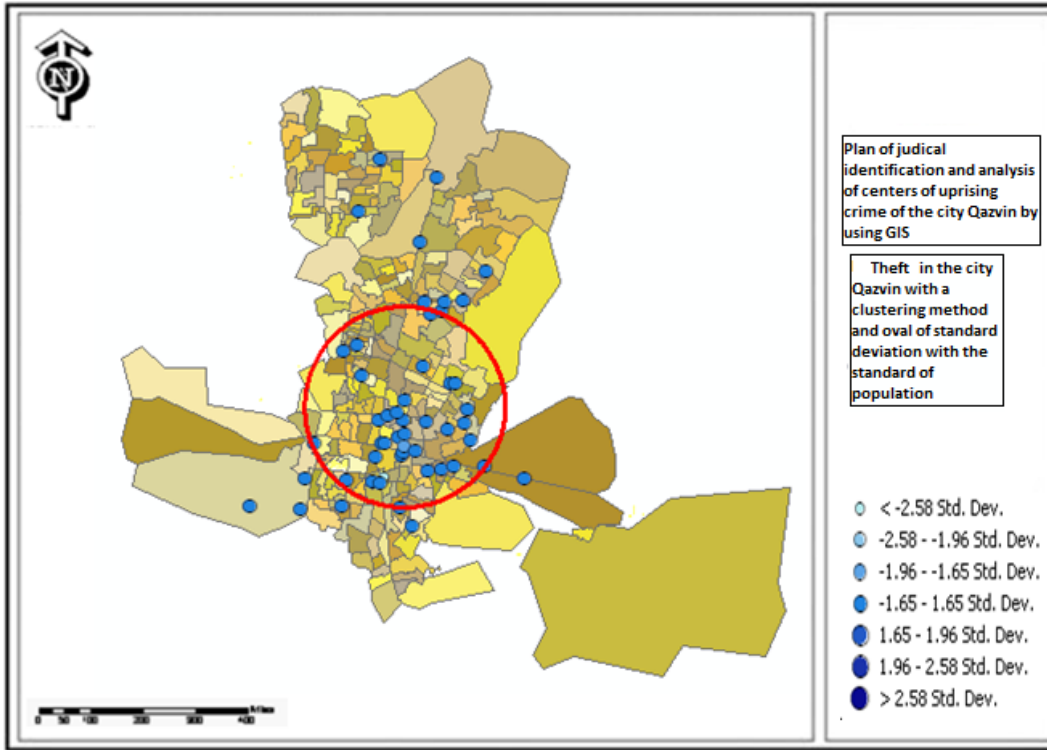 N
Plan of judical
identification and analysis
of centers of uprising
crime of the city Qazvin by
using GIS
Theft in the city
Qazvin with a
clustering method
and oval of standard
deviation with the
standard of
population
< -2.58 Std. Dev.
-2.58 - -1.96 Std. Dev.
-1.96 - -1.65 Std. Dev.
-1.65 - 1.65 Std. Dev.
1.65 - 1.96 Std. Dev.
1.96 - 2.58 Std. Dev.
> 2.58 Std. Dev.
0 50 100 200 300 400